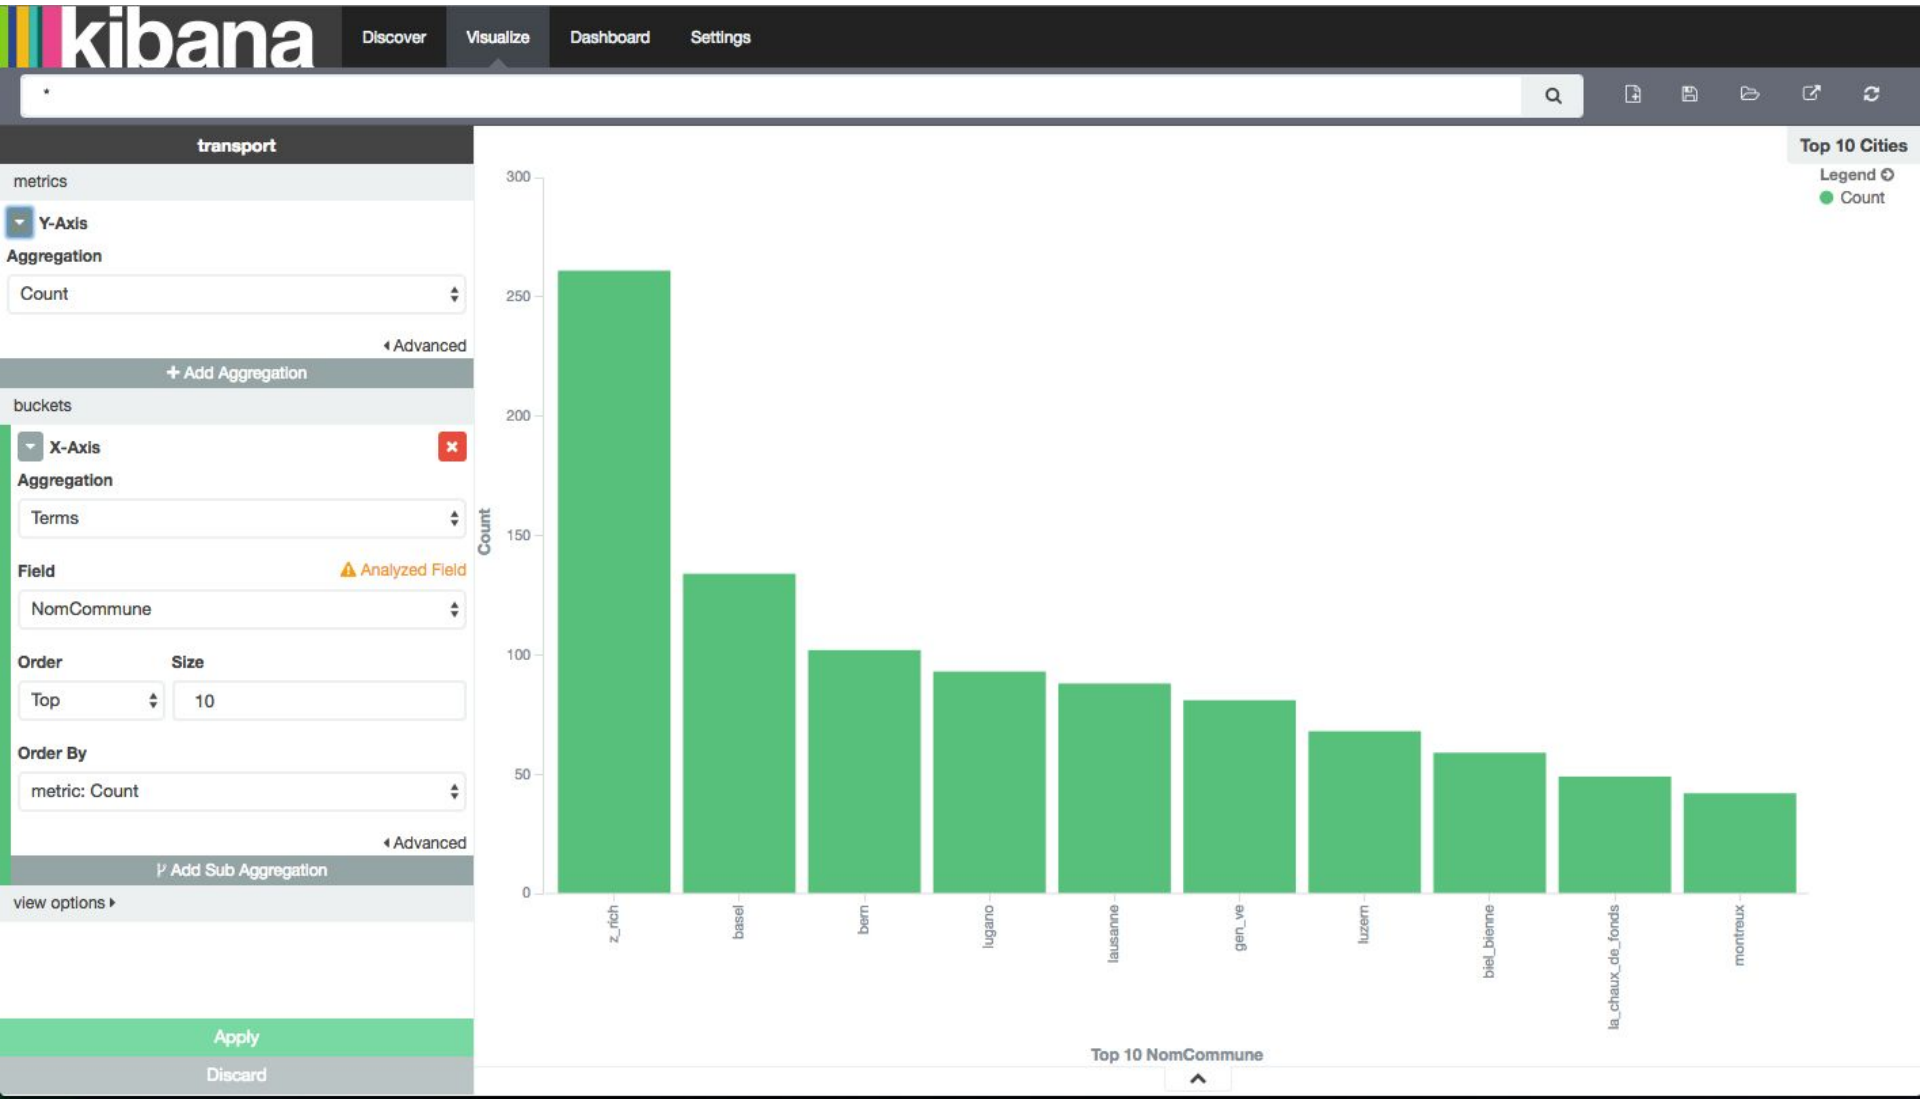 kibana
Discover
Visualize
Dashboard
Settings
*
transport
Top 10 Cities
metrics
Legend
Count
Y-Axis
Aggregation
Count
Advanced
+ Add Aggregation
buckets
X-Axis
Aggregation
Terms
Field
Analyzed Field
NomCommune
Order
Size
Top
10
Order By
metric: Count
Advanced
Add Sub Aggregation
view options
Apply
Discard
Count
300
250
200
150
100
50
0
z_rich
basel
bern
lugano
lausanne
gen_ve
luzern
biel_bienne
la_chaux_de_fonds
montreux
Top 10 NomCommune